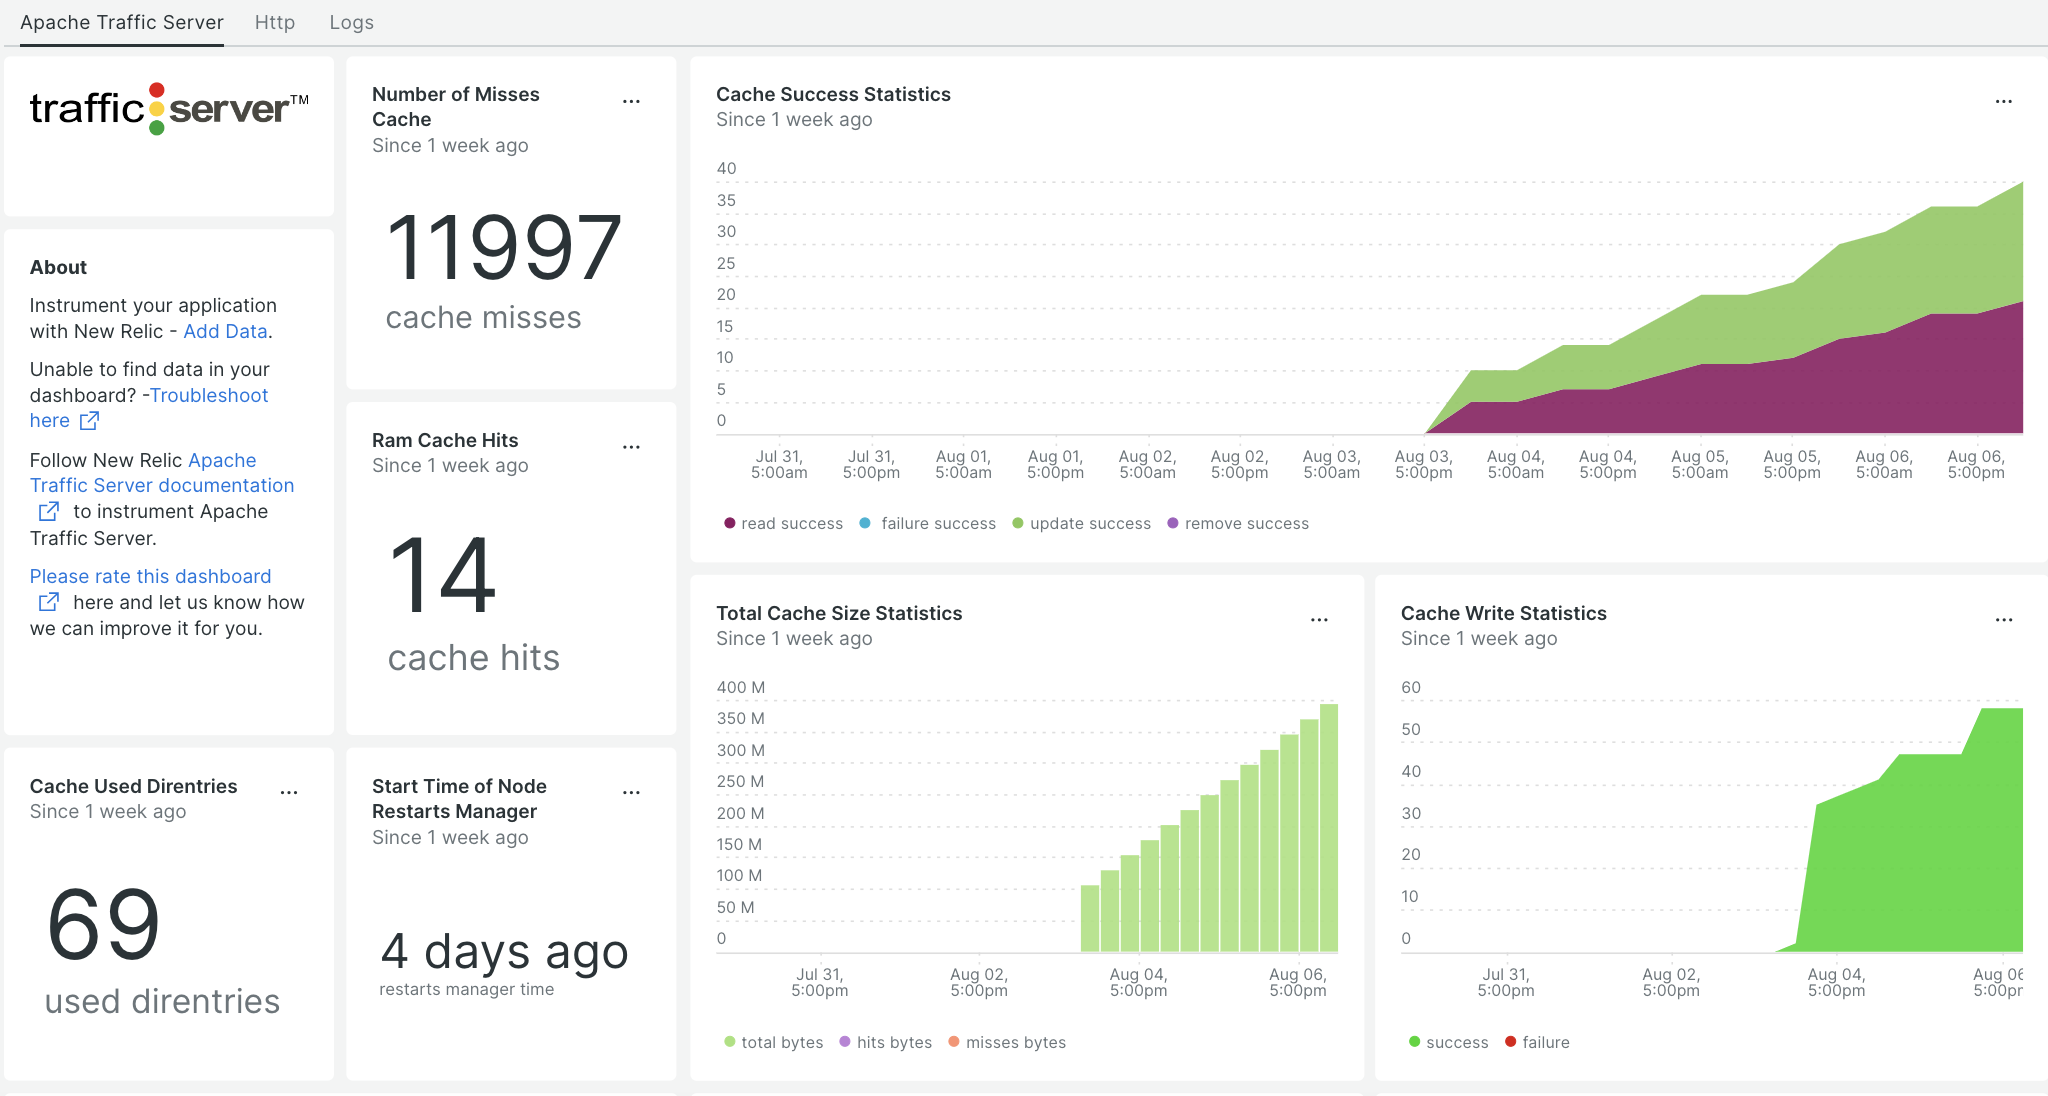 Apache Traffic Server Http Logs
traffic server™
About
Instrument your application
with New Relic - Add Data.
Unable to find data in your
dashboard? -Troubleshoot
here
Follow New Relic Apache
Traffic Server documentation
to instrument Apache
Traffic Server.
Please rate this dashboard
here and let us know how
we can improve it for you.
Number of Misses
Cache
...
Since 1 week ago
11997
cache misses
Ram Cache Hits
...
Since 1 week ago
14
cache hits
Cache Success Statistics
...
Since 1 week ago
40
35
30
25
20
15
10
5
0
Jul 31, Jul 31, Aug 01, Aug 01, Aug 02, Aug 02, Aug 03, Aug 03, Aug 04, Aug 04, Aug 05, Aug 05, Aug 06, Aug 06,
5:00am 5:00pm 5:00am 5:00pm 5:00am 5:00pm 5:00am 5:00pm 5:00am 5:00pm 5:00am 5:00pm 5:00am 5:00pm
read success failure success update success remove success
Cache Used Direntries
...
Since 1 week ago
69
used direntries
Start Time of Node
Restarts Manager
...
Since 1 week ago
4 days ago
restarts manager time
Total Cache Size Statistics
...
Since 1 week ago
400 M
350 M
300 M
250 M
200 M
150 M
100 M
50 M
0
Jul 31, Aug 02, Aug 04, Aug 06,
5:00pm 5:00pm 5:00pm 5:00pm
total bytes hits bytes misses bytes
Cache Write Statistics
...
Since 1 week ago
60
50
40
30
20
10
0
Jul 31, Aug 02, Aug 04, Aug 06
5:00pm 5:00pm 5:00pm 5:00p
success failure